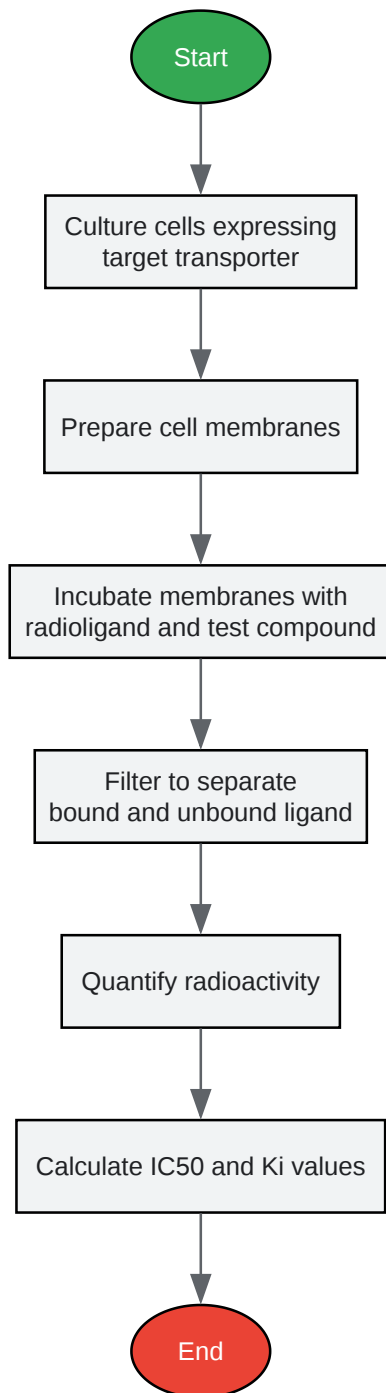 Start
Culture cells expressing
target transporter
Prepare cell membranes
Incubate membranes with
radioligand and test compound
Filter to separate
bound and unbound ligand
Quantify radioactivity
Calculate IC50 and Ki values
End